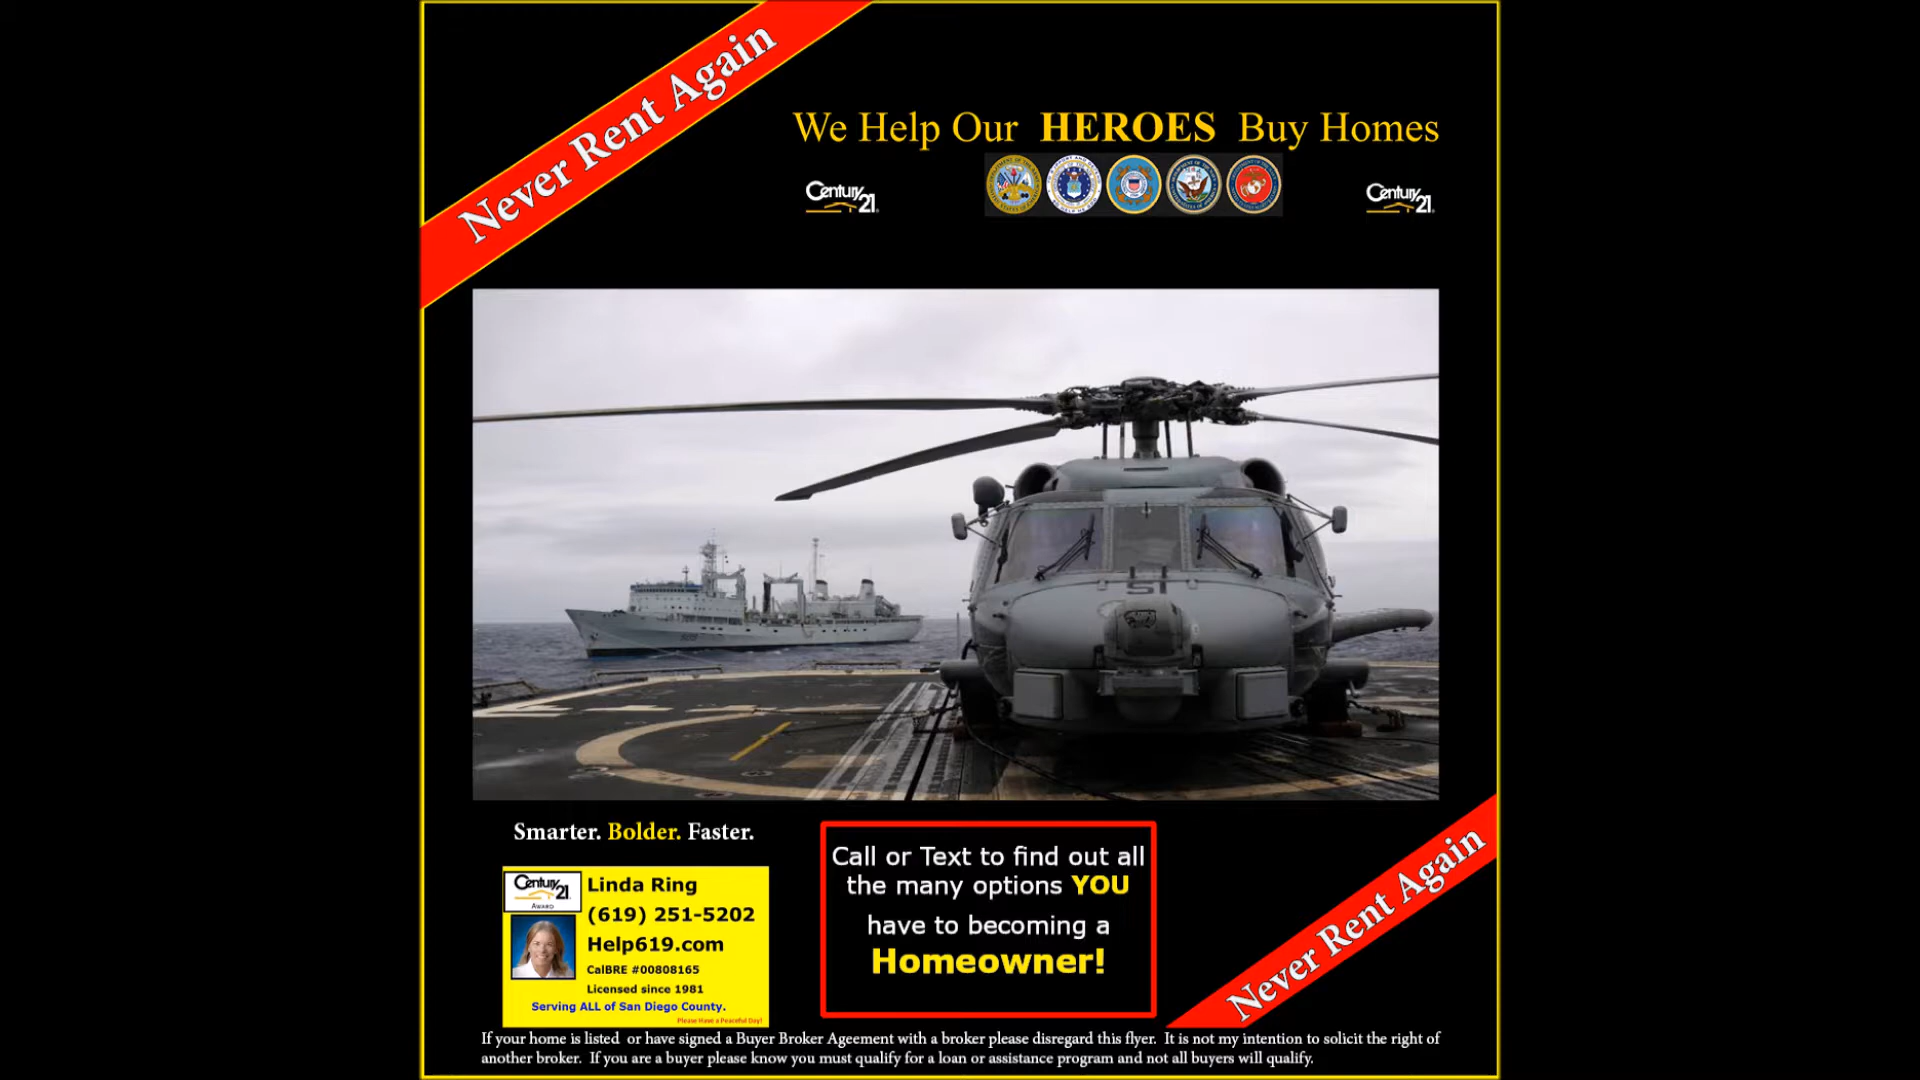 Never Rent Again
We Help Our HEROES Buy Homes
Century 21
Century 21
51
Smarter. Bolder. Faster.
Century 21
AWARD
Linda Ring
(619) 251-5202
Help619.com
CalBRE #00808165
Licensed since 1981
Serving ALL of San Diego County.
Please Have a Peaceful Day!
Call or Text to find out all
the many options YOU
have to becoming a
Homeowner!
Never Rent Again
If your home is listed or have signed a Buyer Broker Ageement with a broker please disregard this flyer. It is not my intention to solicit the right of
another broker. If you are a buyer please know you must qualify for a loan or assistance program and not all buyers will qualify.